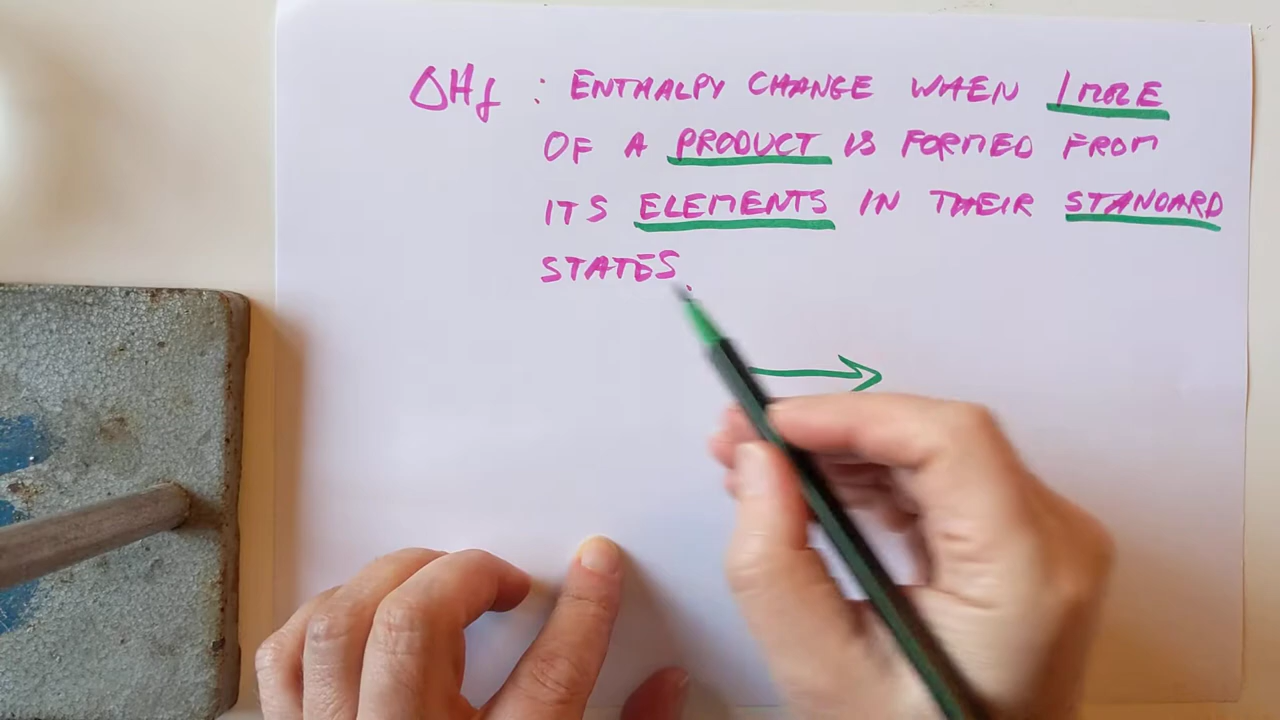 ΔHf : ENTHALPY CHANGE WHEN 1 MOLE
OF A PRODUCT IS FORMED FROM
ITS ELEMENTS IN THEIR STANDARD
STATES.